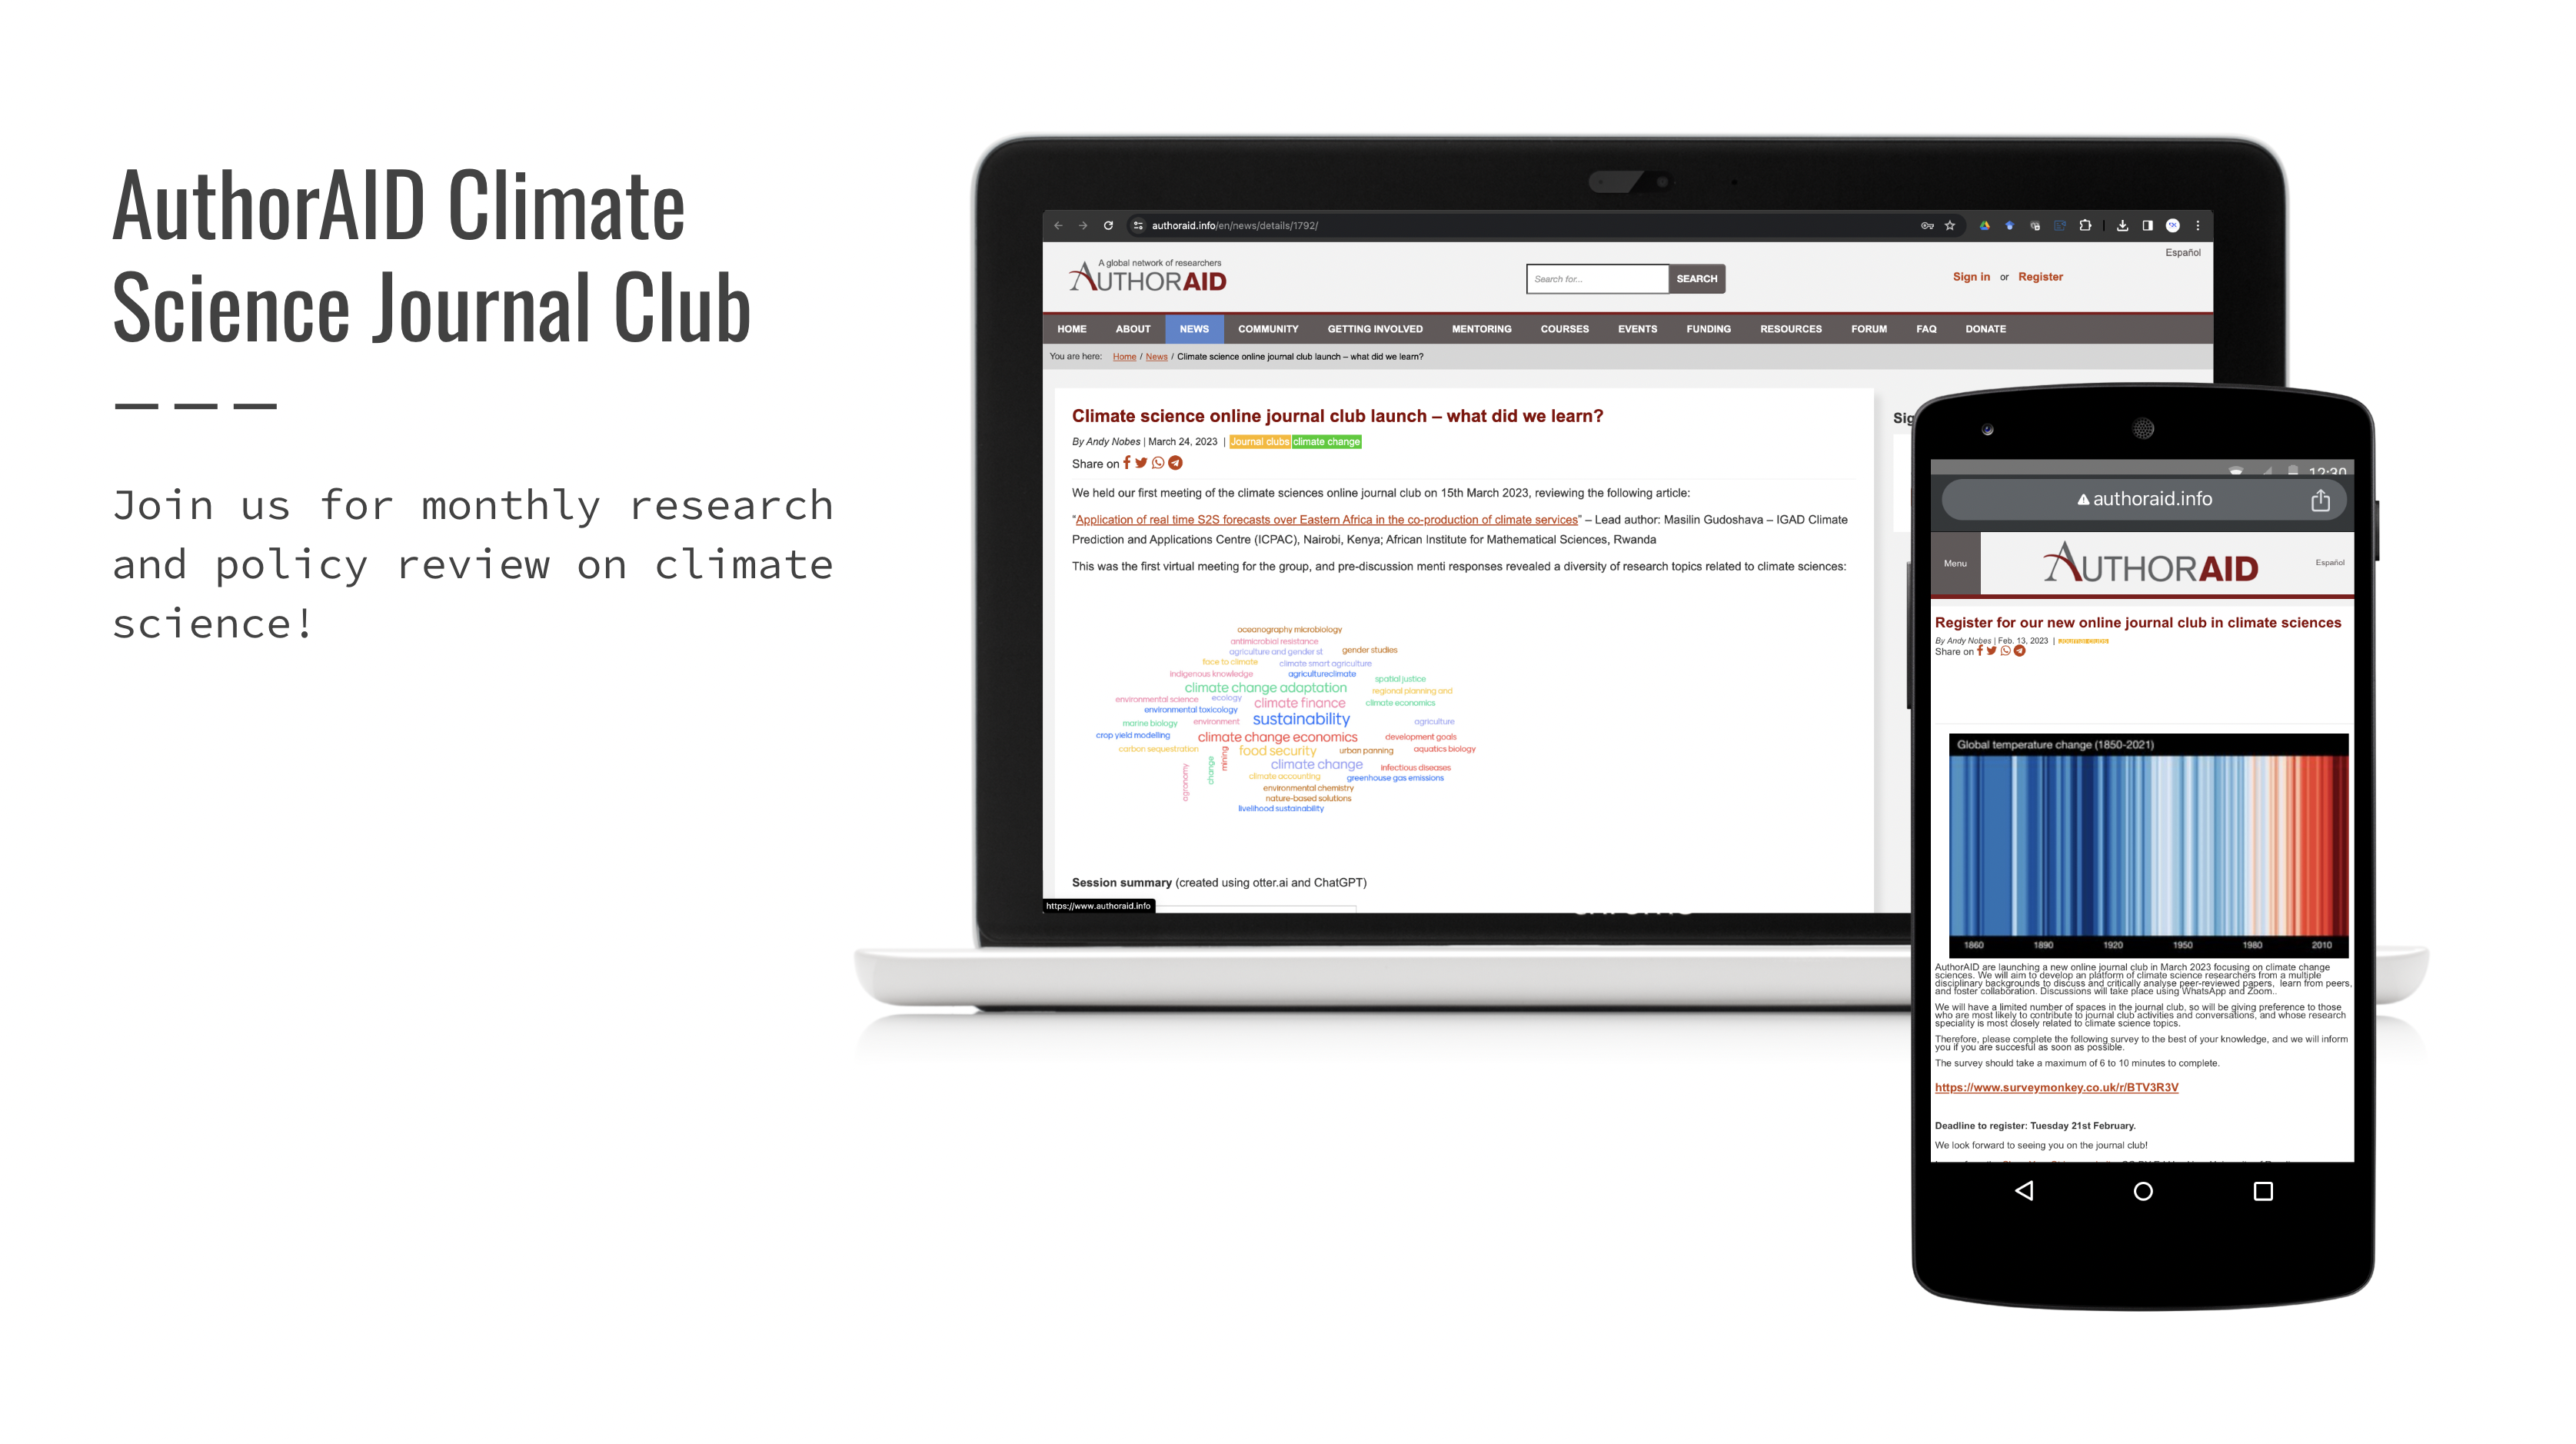 AuthorAID Climate
Science Journal Club
Join us for monthly research
and policy review on climate
science!
authoraid.info/en/news/details/1792/
Español
A global network of researchers
AUTHORAID
Search for...
SEARCH
Sign in or Register
HOME ABOUT NEWS COMMUNITY GETTING INVOLVED MENTORING COURSES EVENTS FUNDING RESOURCES FORUM FAQ DONATE
You are here: Home / News / Climate science online journal club launch – what did we learn?
Climate science online journal club launch – what did we learn?
Sig
By Andy Nobes | March 24, 2023 | Journal clubs climate change
Share on
We held our first meeting of the climate sciences online journal club on 15th March 2023, reviewing the following article:
“Application of real time S2S forecasts over Eastern Africa in the co-production of climate services” – Lead author: Masilin Gudoshava – IGAD Climate
Prediction and Applications Centre (ICPAC), Nairobi, Kenya; African Institute for Mathematical Sciences, Rwanda
This was the first virtual meeting for the group, and pre-discussion menti responses revealed a diversity of research topics related to climate sciences:
oceanography microbiology
antimicrobial resistance
agriculture and gender st
gender studies
face to climate
climate smart agriculture
indigenous knowledge
agricultureclimate
spatial justice
climate change adaptation
regional planning and
environmental science
ecology
climate finance
climate economics
environmental toxicology
marine biology
environment
sustainability
agriculture
crop yield modelling
climate change economics
development goals
carbon sequestration
food security
urban panning
aquatics biology
mining
change
agronomy
climate change
infectious diseases
climate accounting
greenhouse gas emissions
environmental chemistry
nature-based solutions
livelihood sustainability
Session summary (created using otter.ai and ChatGPT)
https://www.authoraid.info
12:30
authoraid.info
Menu
AUTHORAID
Español
Register for our new online journal club in climate sciences
By Andy Nobes | Feb. 13, 2023 | Journal clubs
Share on
Global temperature change (1850-2021)
1860 1890 1920 1950 1980 2010
AuthorAID are launching a new online journal club in March 2023 focusing on climate change
sciences. We will aim to develop an platform of climate science researchers from a multiple
disciplinary backgrounds to discuss and critically analyse peer-reviewed papers, learn from peers,
and foster collaboration. Discussions will take place using WhatsApp and Zoom..
We will have a limited number of spaces in the journal club, so will be giving preference to those
who are most likely to contribute to journal club activities and conversations, and whose research
speciality is most closely related to climate science topics.
Therefore, please complete the following survey to the best of your knowledge, and we will inform
you if you are succesful as soon as possible.
The survey should take a maximum of 6 to 10 minutes to complete.
https://www.surveymonkey.co.uk/r/BTV3R3V
Deadline to register: Tuesday 21st February.
We look forward to seeing you on the journal club!